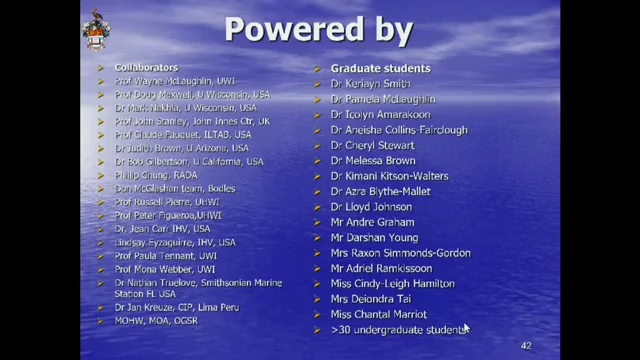 Powered by
Collaborators
Prof Wayne McLaughlin, UWI
Prof Doug Maxwell, U Wisconsin, USA
Dr Mark Nakhla, U Wisconsin, USA
Prof John Stanley, John Innes Ctr, UK
Prof Claude Fauquet, ILTAB, USA
Dr Judith Brown, U Arizona, USA
Dr Bob Gilbertson, U California, USA
Phillip Chung, RADA
Don McGlashan team, Bodles
Prof Russell Pierre, UHWI
Prof Peter Figueroa,UHWI
Dr, Jean Carr IHV, USA
Lindsay Eyzaguirre, IHV, USA
Prof Paula Tennant, UWI
Prof Mona Webber, UWI
Dr Nathan Truelove, Smithsonian Marine
Station FL USA
Dr Jan Kreuze, CIP, Lima Peru
MOHW, MOA, OGSR
Graduate students
Dr Keriayn Smith
Dr Pamela McLaughlin
Dr Icolyn Amarakoon
Dr Aneisha Collins-Fairclough
Dr Cheryl Stewart
Dr Melessa Brown
Dr Kimani Kitson-Walters
Dr Azra Blythe-Mallet
Dr Lloyd Johnson
Mr Andre Graham
Mr Darshan Young
Mrs Raxon Simmonds-Gordon
Mr Adriel Ramkissoon
Miss Cindy-Leigh Hamilton
Mrs Deiondra Tai
Miss Chantal Marriot
>30 undergraduate students
42